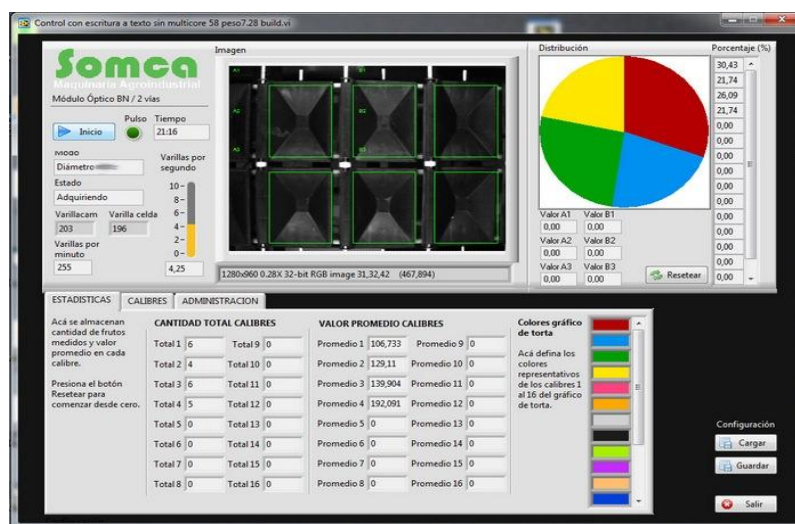 Control con escritura a texto sin multicore 58 peso7.28 build.vi
Somca
Maquinaria Agroindustrial
Módulo Óptico BN / 2 vías
Inicio
Pulso
Tiempo
21:16
Modo
Diámetro
Estado
Adquiriendo
Varillacam
Varilla celda
203
196
Varillas por
minuto
255
Varillas por
segundo
10
8
6
4
2
0
4,25
Imagen
A1
B1
A2
B2
A3
B3
1280x960 0.28X 32-bit RGB image 31,32,42 (467,894)
Distribución
Porcentaje (%)
30,43
21,74
26,09
21,74
0,00
0,00
0,00
0,00
0,00
0,00
0,00
0,00
Valor A1
Valor B1
0,00
0,00
Valor A2
Valor B2
0,00
0,00
Valor A3
Valor B3
0,00
0,00
Resetear
ESTADISTICAS
CALIBRES
ADMINISTRACION
Acá se almacenan
cantidad de frutos
medidos y valor
promedio en cada
calibre.
Presiona el botón
Resetear para
comenzar desde cero.
CANTIDAD TOTAL CALIBRES
Total 1 6 Total 9 0
Total 2 4 Total 10 0
Total 3 6 Total 11 0
Total 4 5 Total 12 0
Total 5 0 Total 13 0
Total 6 0 Total 14 0
Total 7 0 Total 15 0
Total 8 0 Total 16 0
VALOR PROMEDIO CALIBRES
Promedio 1 106,733 Promedio 9 0
Promedio 2 129,11 Promedio 10 0
Promedio 3 139,904 Promedio 11 0
Promedio 4 192,091 Promedio 12 0
Promedio 5 0 Promedio 13 0
Promedio 6 0 Promedio 14 0
Promedio 7 0 Promedio 15 0
Promedio 8 0 Promedio 16 0
Colores gráfico
de torta
Acá defina los
colores
representativos
de los calibres 1
al 16 del gráfico
de torta.
Configuración
Cargar
Guardar
Salir